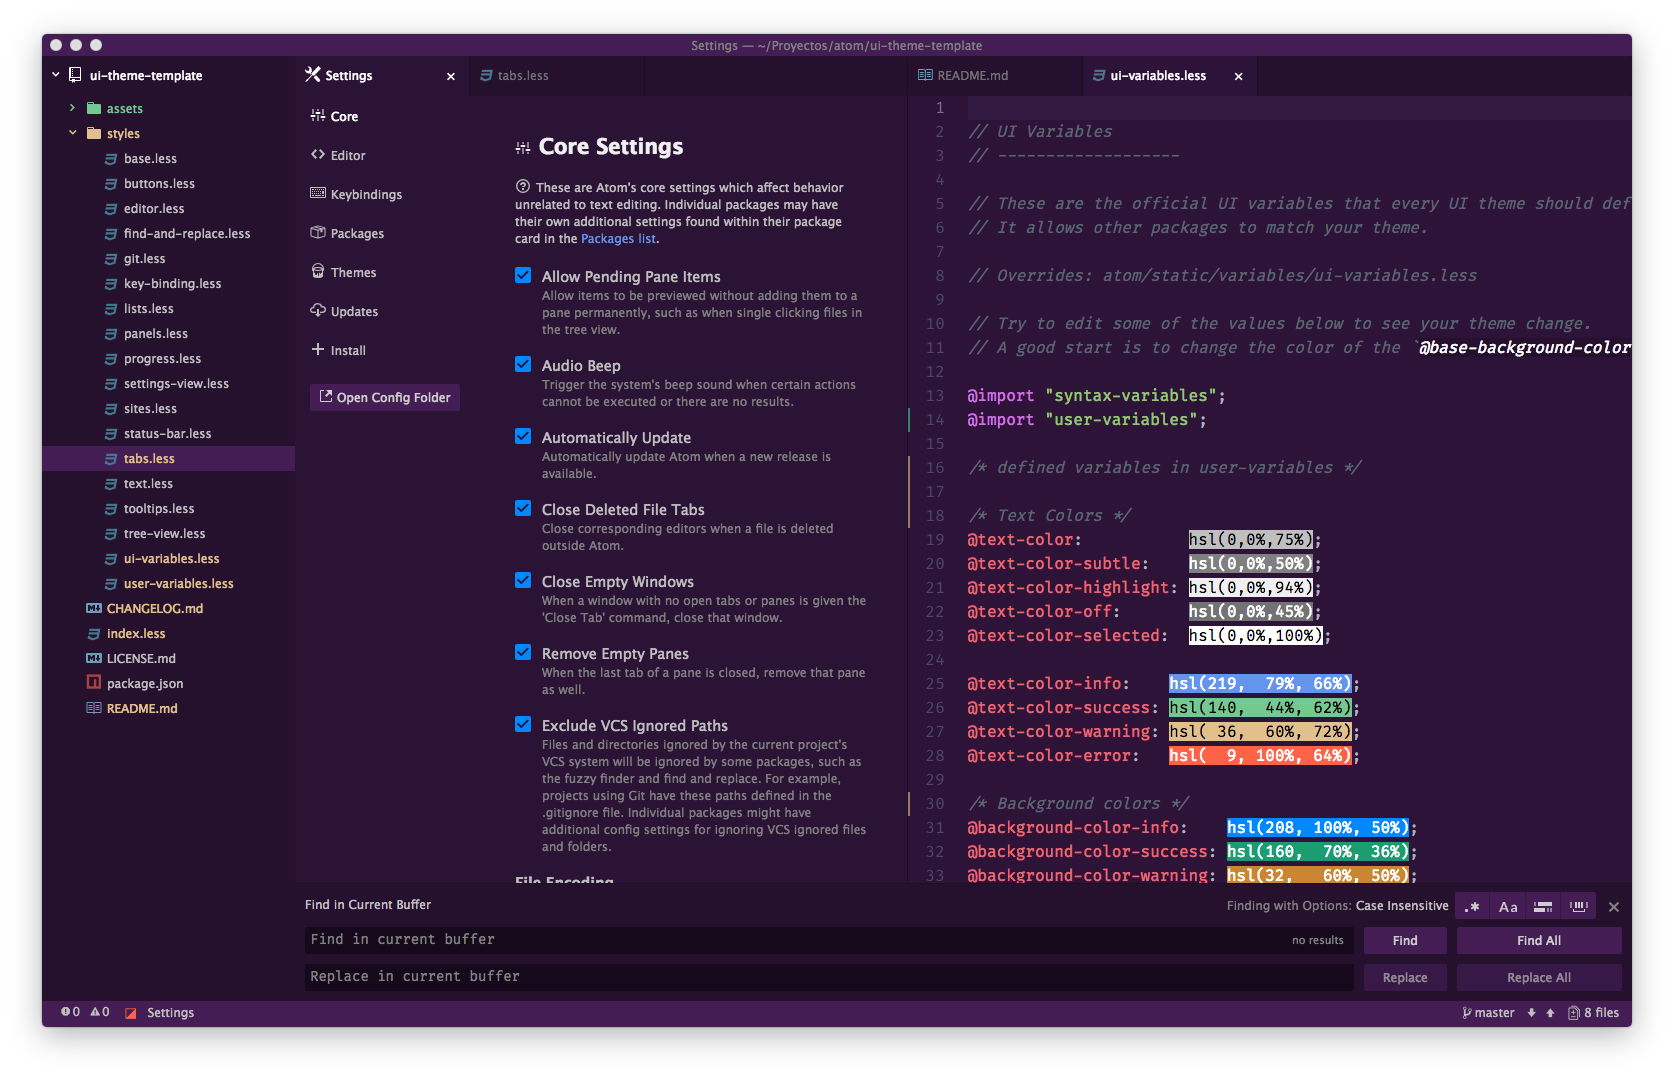 Settings — ~/Proyectos/atom/ui-theme-template
ui-theme-template
assets
styles
base.less
buttons.less
editor.less
find-and-replace.less
git.less
key-binding.less
lists.less
panels.less
progress.less
settings-view.less
sites.less
status-bar.less
tabs.less
text.less
tooltips.less
tree-view.less
ui-variables.less
user-variables.less
CHANGELOG.md
index.less
LICENSE.md
package.json
README.md
Settings
tabs.less
Core
Editor
Keybindings
Packages
Themes
Updates
Install
Open Config Folder
Core Settings
These are Atom's core settings which affect behavior
unrelated to text editing. Individual packages may have
their own additional settings found within their package
card in the Packages list.
Allow Pending Pane Items
Allow items to be previewed without adding them to a
pane permanently, such as when single clicking files in
the tree view.
Audio Beep
Trigger the system's beep sound when certain actions
cannot be executed or there are no results.
Automatically Update
Automatically update Atom when a new release is
available.
Close Deleted File Tabs
Close corresponding editors when a file is deleted
outside Atom.
Close Empty Windows
When a window with no open tabs or panes is given the
'Close Tab' command, close that window.
Remove Empty Panes
When the last tab of a pane is closed, remove that pane
as well.
Exclude VCS Ignored Paths
Files and directories ignored by the current project's
VCS system will be ignored by some packages, such as
the fuzzy finder and find and replace. For example,
projects using Git have these paths defined in the
.gitignore file. Individual packages might have
additional config settings for ignoring VCS ignored files
and folders.
File Encoding
README.md
ui-variables.less
1
2 // UI Variables
3 // -------------------
4
5 // These are the official UI variables that every UI theme should def
6 // It allows other packages to match your theme.
7
8 // Overrides: atom/static/variables/ui-variables.less
9
10 // Try to edit some of the values below to see your theme change.
11 // A good start is to change the color of the `@base-background-color
12
13 @import "syntax-variables";
14 @import "user-variables";
15
16 /* defined variables in user-variables */
17
18 /* Text Colors */
19 @text-color: hsl(0,0%,75%);
20 @text-color-subtle: hsl(0,0%,50%);
21 @text-color-highlight: hsl(0,0%,94%);
22 @text-color-off: hsl(0,0%,45%);
23 @text-color-selected: hsl(0,0%,100%);
24
25 @text-color-info: hsl(219, 79%, 66%);
26 @text-color-success: hsl(140, 44%, 62%);
27 @text-color-warning: hsl( 36, 60%, 72%);
28 @text-color-error: hsl( 9, 100%, 64%);
29
30 /* Background colors */
31 @background-color-info: hsl(208, 100%, 50%);
32 @background-color-success: hsl(160, 70%, 36%);
33 @background-color-warning: hsl(32, 60%, 50%);
Find in Current Buffer
Finding with Options: Case Insensitive
.* Aa
Find in current buffer
no results
Find
Find All
Replace in current buffer
Replace
Replace All
0 0 Settings
master 8 files